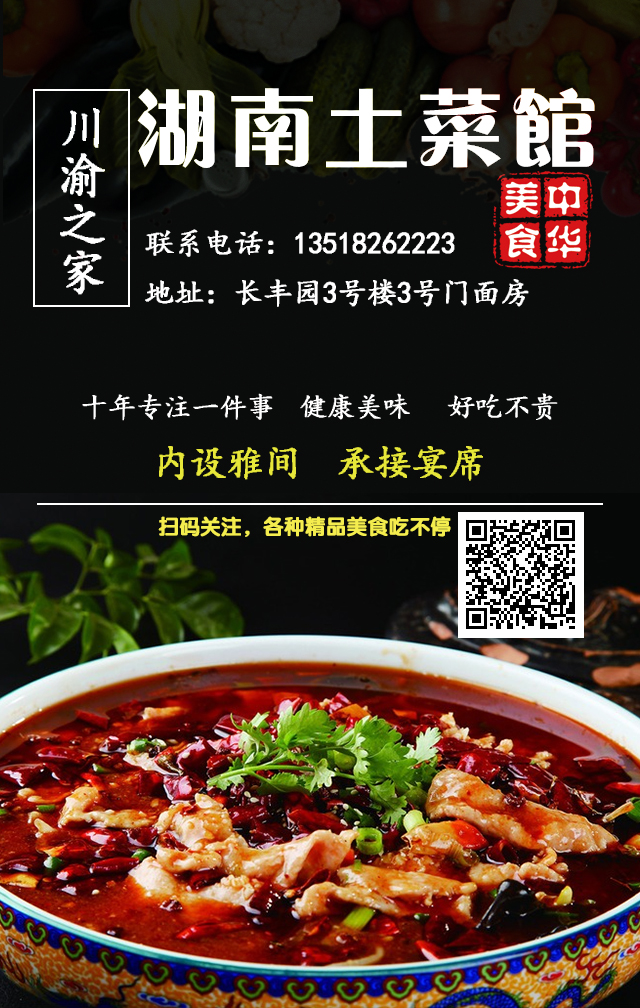 川渝之家
湖南土菜館
中华美食
联系电话：13518262223
地址：长丰园3号楼3号门面房
十年专注一件事 健康美味 好吃不贵
内设雅间 承接宴席
扫码关注，各种精品美食吃不停